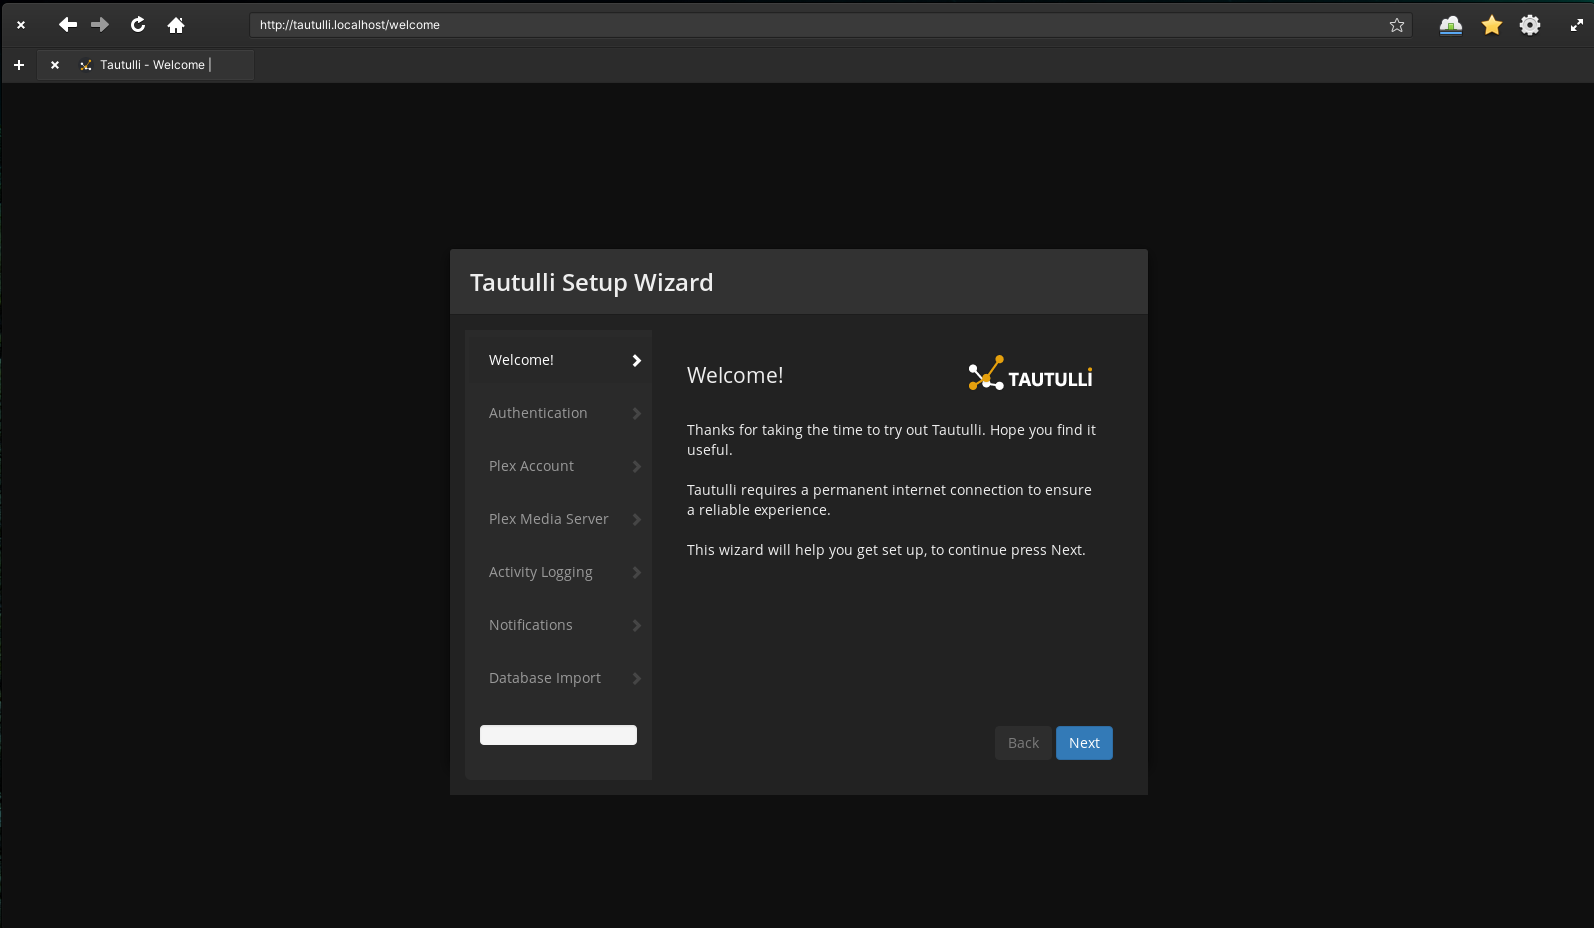 http://tautulli.localhost/welcome
Tautulli - Welcome |
Tautulli Setup Wizard
Welcome!
Authentication
Plex Account
Plex Media Server
Activity Logging
Notifications
Database Import
Welcome!
TAUTULLI
Thanks for taking the time to try out Tautulli. Hope you find it
useful.
Tautulli requires a permanent internet connection to ensure
a reliable experience.
This wizard will help you get set up, to continue press Next.
Back
Next